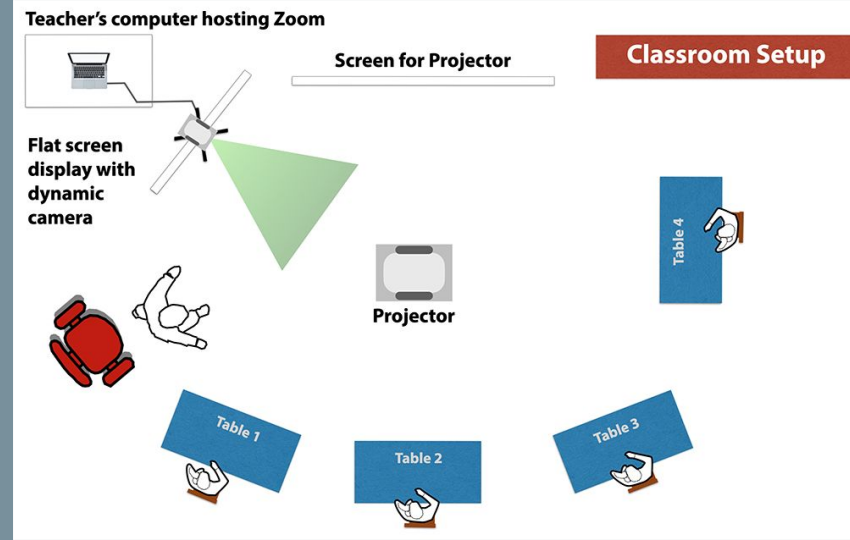 Teacher's computer hosting Zoom
Screen for Projector
Classroom Setup
Flat screen
display with
dynamic
camera
Table 4
Projector
Table 1
Table 2
Table 3